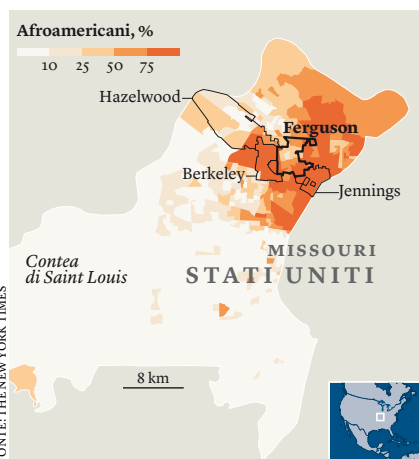 Afroamericani, %
10 25 50 75
Hazelwood
Ferguson
Berkeley
Jennings
MISSOURI
STATI UNITI
Contea
di Saint Louis
8 km
ONTE: THE NEW YORK TIMES